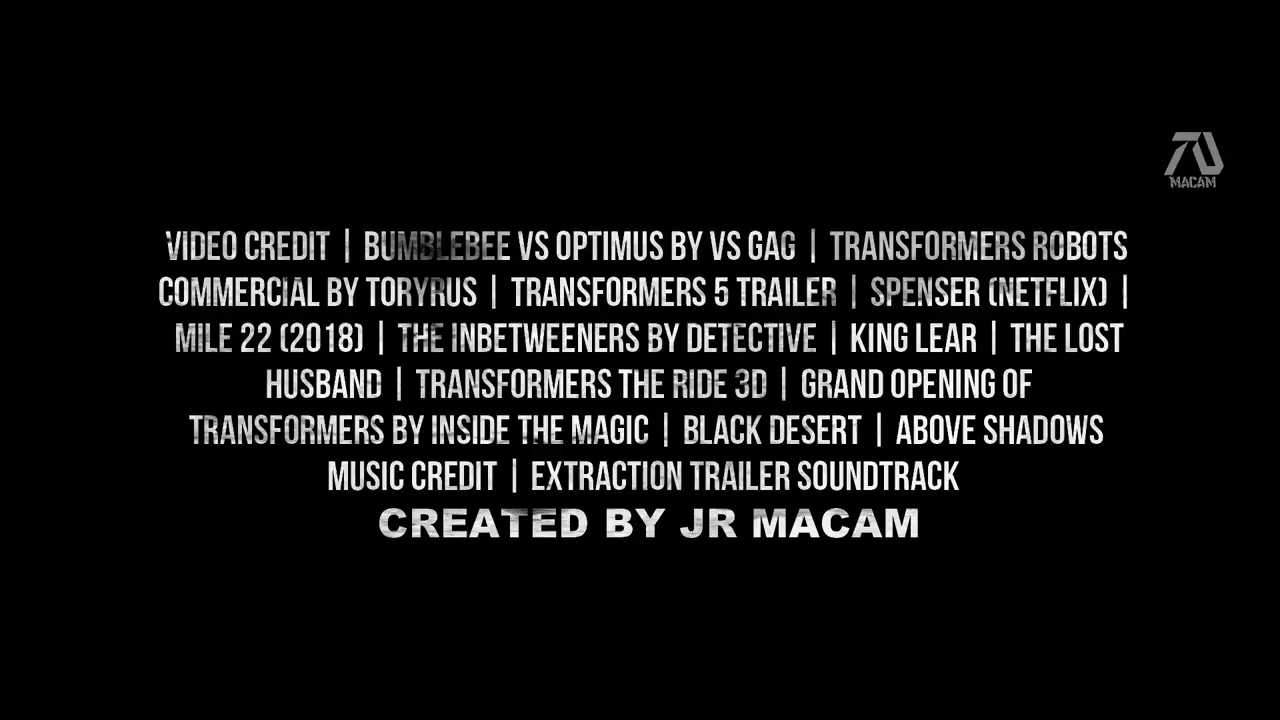 MACAM
VIDEO CREDIT | BUMBLEBEE VS OPTIMUS BY VS GAG | TRANSFORMERS ROBOTS
COMMERCIAL BY TORYRUS | TRANSFORMERS 5 TRAILER | SPENSER (NETFLIX) |
MILE 22 (2018) | THE INBETWEENERS BY DETECTIVE | KING LEAR | THE LOST
HUSBAND | TRANSFORMERS THE RIDE 3D | GRAND OPENING OF
TRANSFORMERS BY INSIDE THE MAGIC | BLACK DESERT | ABOVE SHADOWS
MUSIC CREDIT | EXTRACTION TRAILER SOUNDTRACK
CREATED BY JR MACAM